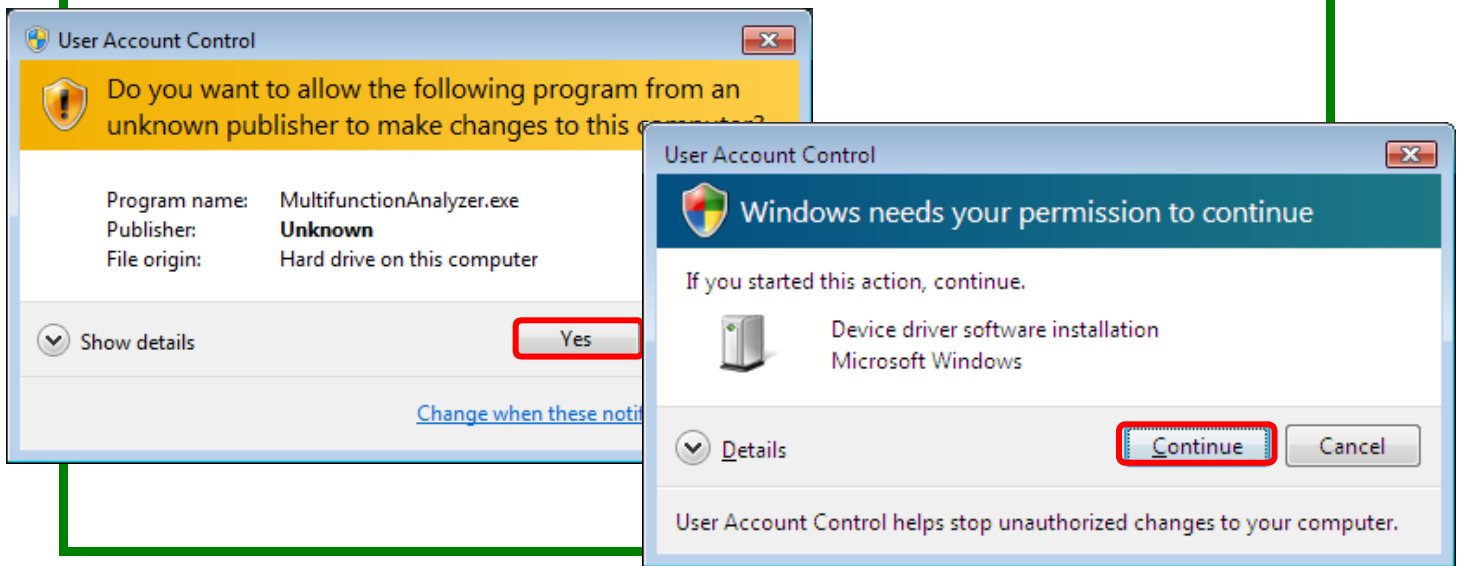 User Account Control
Do you want to allow the following program from an
unknown publisher to make changes to this
Program name: MultifunctionAnalyzer.exe
Publisher: Unknown
File origin: Hard drive on this computer
Show details
Yes
Change when these
User Account Control
Windows needs your permission to continue
If you started this action, continue.
Device driver software installation
Microsoft Windows
Details
Continue
Cancel
User Account Control helps stop unauthorized changes to your computer.